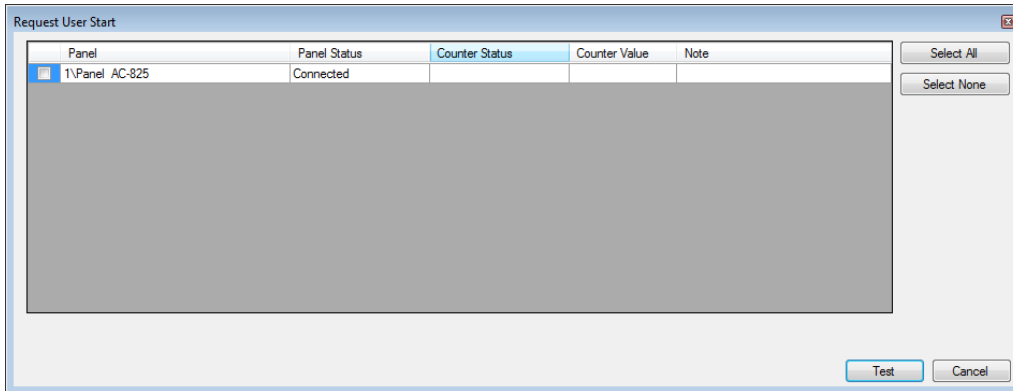 Request User Start
Panel Panel Status Counter Status Counter Value Note Select All
1\Panel AC-825 Connected
Select None
Test Cancel